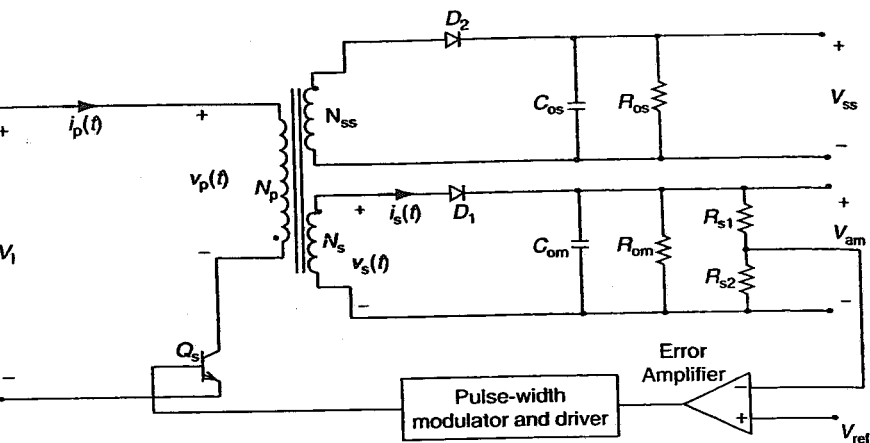 D2
+
ip(t)
+
Nss
Cos
Ros
Vss
+
−
vp(t)
Np
+
is(t)
D1
+
Ns
vs(t)
Com
Rom
Rs1
Vam
VI
−
Rs2
−
−
Qs
Error
Amplifier
−
Pulse-width
modulator and driver
−
+
Vref